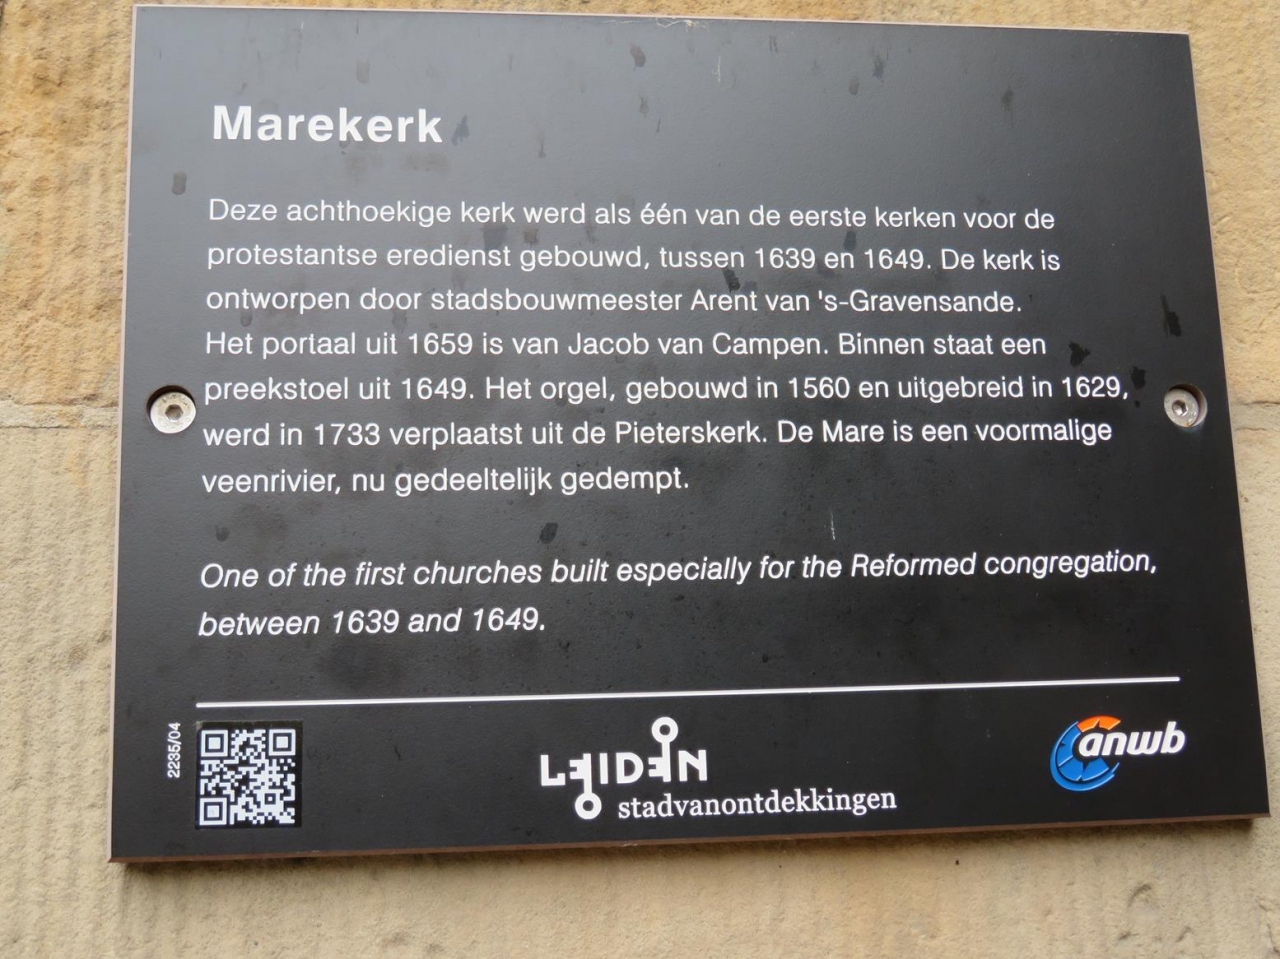 Marekerk
Deze achthoekige kerk werd als één van de eerste kerken voor de
protestantse eredienst gebouwd, tussen 1639 en 1649. De kerk is
ontworpen door stadsbouwmeester Arent van 's-Gravensande.
Het portaal uit 1659 is van Jacob van Campen. Binnen staat een
preekstoel uit 1649. Het orgel, gebouwd in 1560 en uitgebreid in 1629,
werd in 1733 verplaatst uit de Pieterskerk. De Mare is een voormalige
veenrivier, nu gedeeltelijk gedempt.
One of the first churches built especially for the Reformed congregation,
between 1639 and 1649.
2235/04
LEIDEN
stadvanontdekkingen
anwb